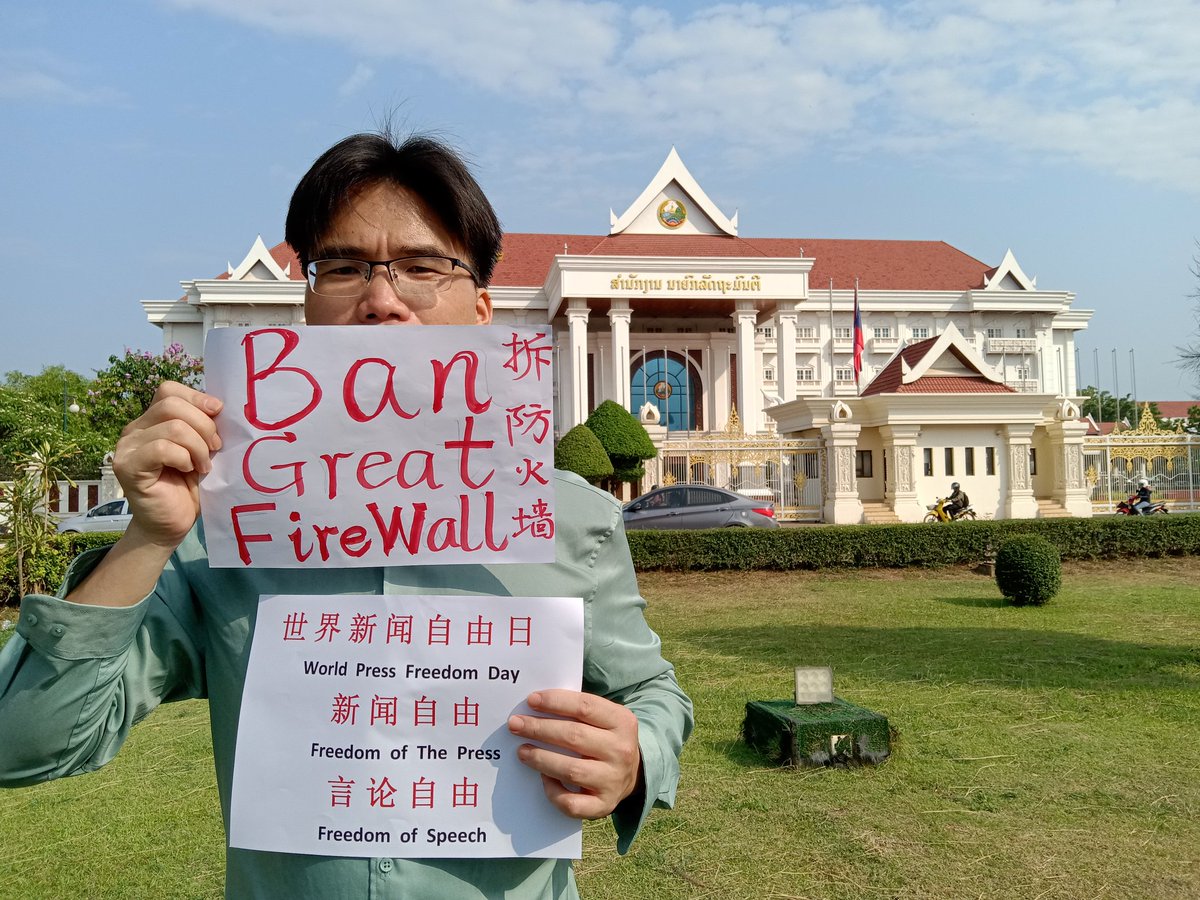 ສຳນັກງານ ນາຍົກລັດຖະມົນຕີ
Ban
Great
FireWall
拆防火墙
世界新闻自由日
World Press Freedom Day
新闻自由
Freedom of The Press
言论自由
Freedom of Speech